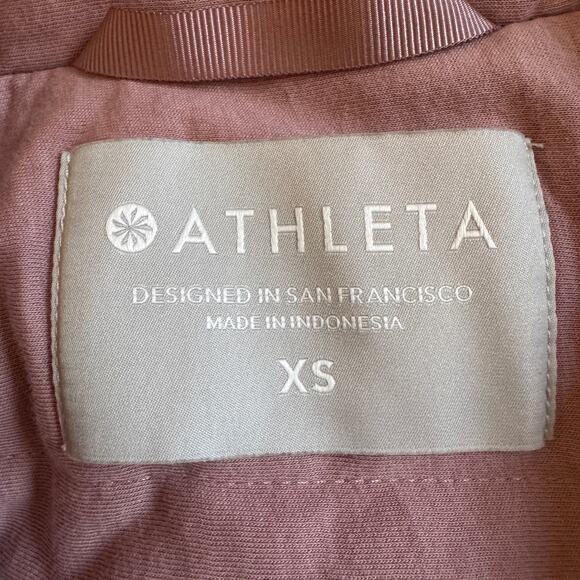 ATHLETA
DESIGNED IN SAN FRANCISCO
MADE IN INDONESIA
XS